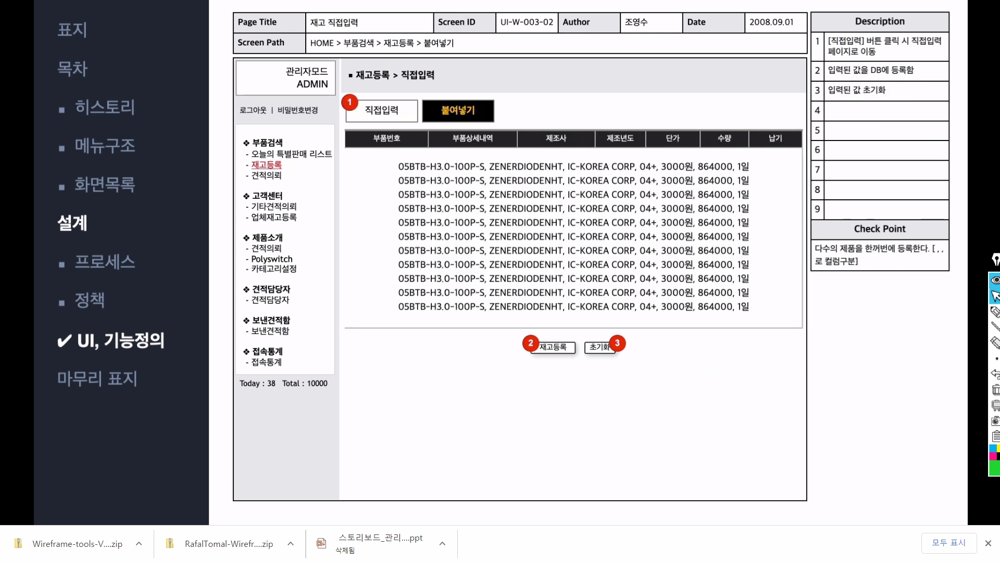 표지
목차
▪ 히스토리
▪ 메뉴구조
▪ 화면목록
설계
▪ 프로세스
▪ 정책
✔ UI, 기능정의
마무리 표지
Page Title 재고 직접입력 Screen ID UI-W-003-02 Author 조영수 Date 2008.09.01
Screen Path HOME > 부품검색 > 재고등록 > 붙여넣기
관리자모드
ADMIN
로그아웃 | 비밀번호변경
❖ 부품검색
- 오늘의 특별판매 리스트
- 재고등록
- 견적의뢰
❖ 고객센터
- 기타견적의뢰
- 업체재고등록
❖ 제품소개
- 견적의뢰
- Polyswitch
- 카테고리설정
❖ 견적담당자
- 견적담당자
❖ 보낸견적함
- 보낸견적함
❖ 접속통계
- 접속통계
Today : 38 Total : 10000
▪ 재고등록 > 직접입력
1 직접입력 붙여넣기
부품번호 부품상세내역 제조사 제조년도 단가 수량 납기
05BTB-H3.0-100P-S, ZENERDIODENHT, IC-KOREA CORP, 04+, 3000원, 864000, 1일
05BTB-H3.0-100P-S, ZENERDIODENHT, IC-KOREA CORP, 04+, 3000원, 864000, 1일
05BTB-H3.0-100P-S, ZENERDIODENHT, IC-KOREA CORP, 04+, 3000원, 864000, 1일
05BTB-H3.0-100P-S, ZENERDIODENHT, IC-KOREA CORP, 04+, 3000원, 864000, 1일
05BTB-H3.0-100P-S, ZENERDIODENHT, IC-KOREA CORP, 04+, 3000원, 864000, 1일
05BTB-H3.0-100P-S, ZENERDIODENHT, IC-KOREA CORP, 04+, 3000원, 864000, 1일
05BTB-H3.0-100P-S, ZENERDIODENHT, IC-KOREA CORP, 04+, 3000원, 864000, 1일
05BTB-H3.0-100P-S, ZENERDIODENHT, IC-KOREA CORP, 04+, 3000원, 864000, 1일
05BTB-H3.0-100P-S, ZENERDIODENHT, IC-KOREA CORP, 04+, 3000원, 864000, 1일
05BTB-H3.0-100P-S, ZENERDIODENHT, IC-KOREA CORP, 04+, 3000원, 864000, 1일
05BTB-H3.0-100P-S, ZENERDIODENHT, IC-KOREA CORP, 04+, 3000원, 864000, 1일
2 재고등록 초기화 3
Description
1 [직접입력] 버튼 클릭 시 직접입력
페이지로 이동
2 입력된 값을 DB에 등록함
3 입력된 값 초기화
4
5
6
7
8
9
Check Point
다수의 제품을 한꺼번에 등록한다. [ , ,
로 컬럼구분]
Wireframe-tools-V....zip
RafalTomal-Wirefr....zip
스토리보드_관리....ppt
삭제됨
모두 표시